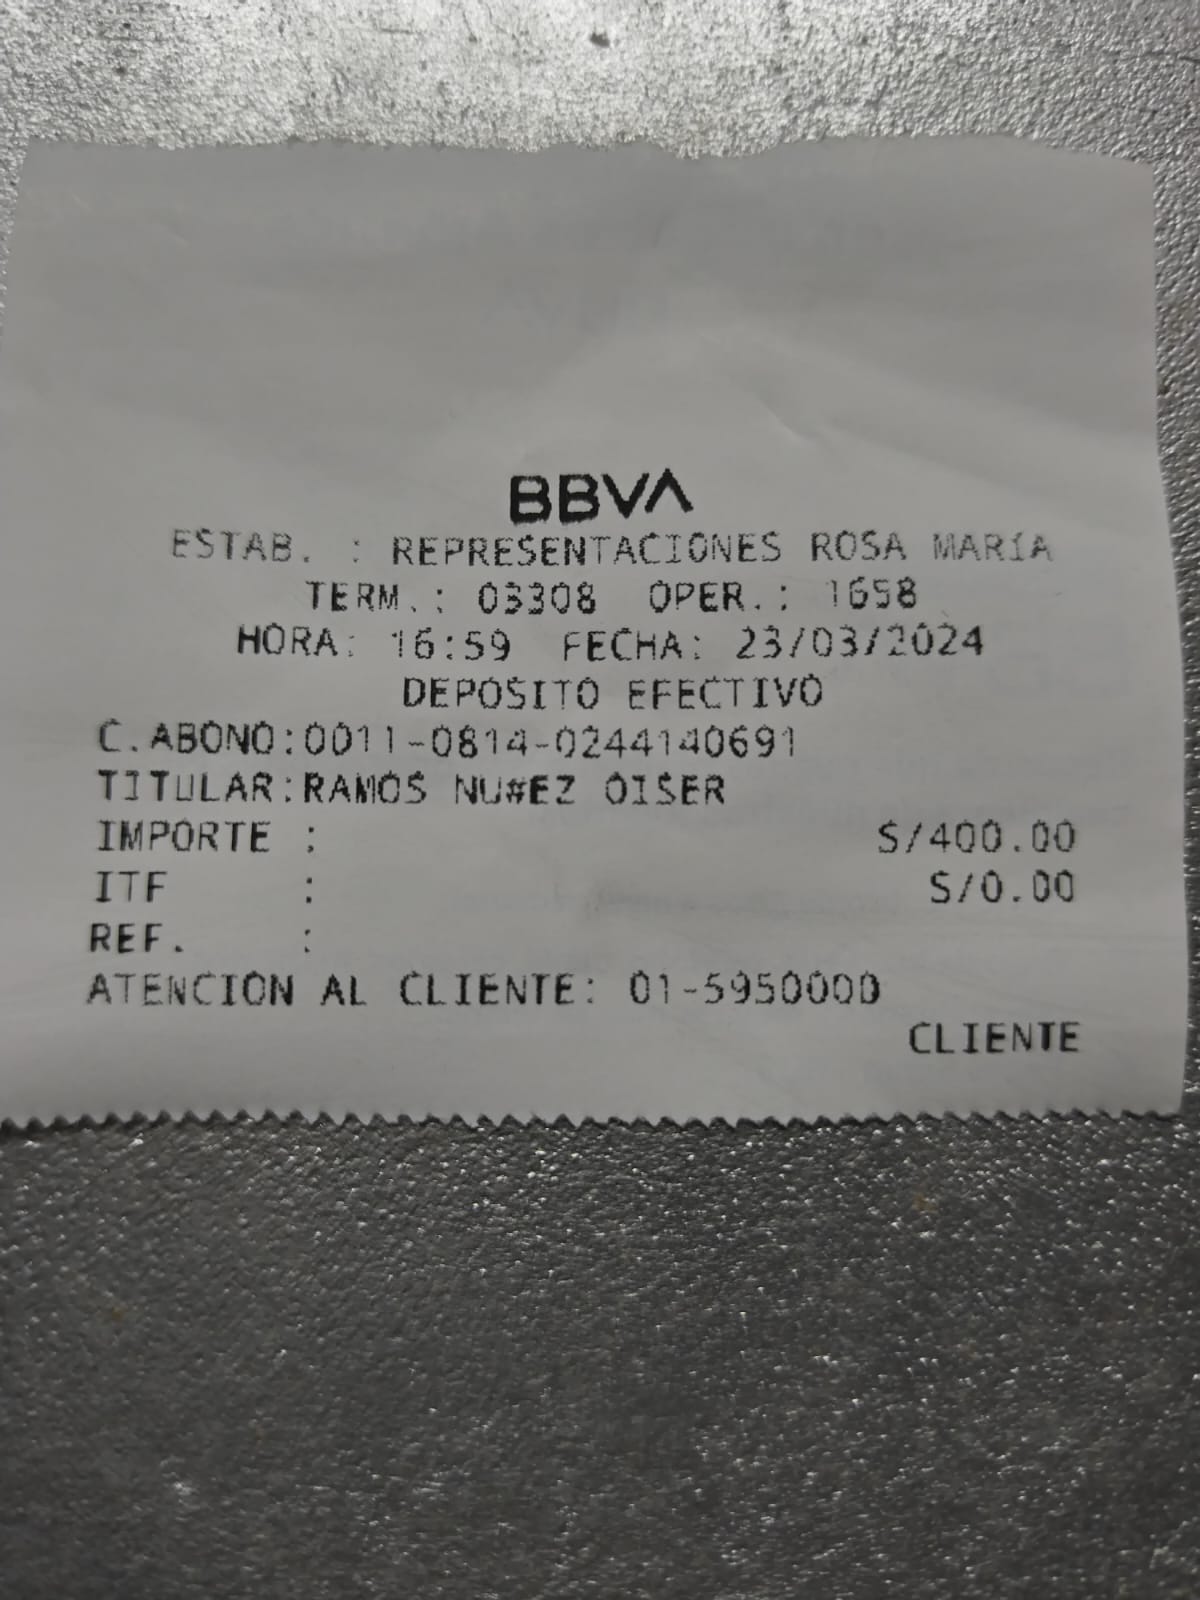 BBVA
ESTAB. : REPRESENTACIONES ROSA MARIA
TERM.: 03308 OPER.: 1658
HORA: 16:59 FECHA: 23/03/2024
DEPOSITO EFECTIVO
C.ABONO:0011-0814-0244140691
TITULAR:RAMOS NU#EZ OISER
IMPORTE : S/400.00
ITF : S/0.00
REF. :
ATENCION AL CLIENTE: 01-5950000
CLIENTE